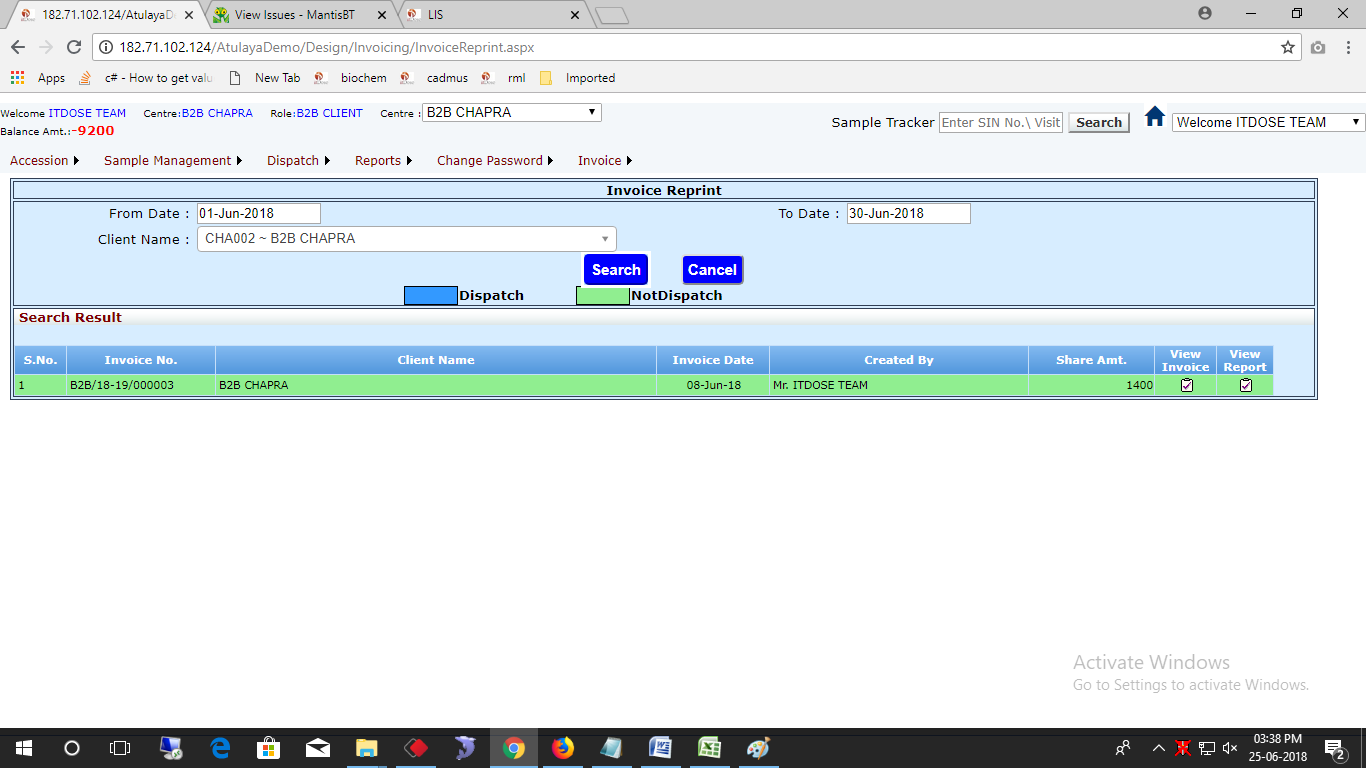 182.71.102.124/AtulayaD
View Issues - MantisBT
LIS
182.71.102.124/AtulayaDemo/Design/Invoicing/InvoiceReprint.aspx
Apps
c# - How to get valu
New Tab
biochem
cadmus
rml
Imported
Welcome ITDOSE TEAM Centre:B2B CHAPRA Role:B2B CLIENT Centre : B2B CHAPRA
Balance Amt.:-9200
Sample Tracker Enter SIN No.\ Visit Search Welcome ITDOSE TEAM
Accession Sample Management Dispatch Reports Change Password Invoice
Invoice Reprint
From Date : 01-Jun-2018 To Date : 30-Jun-2018
Client Name : CHA002 ~ B2B CHAPRA
Search Cancel
Dispatch NotDispatch
Search Result
S.No. Invoice No. Client Name Invoice Date Created By Share Amt. View Invoice View Report
1 B2B/18-19/000003 B2B CHAPRA 08-Jun-18 Mr. ITDOSE TEAM 1400
Activate Windows
Go to Settings to activate Windows.
03:38 PM
25-06-2018
2